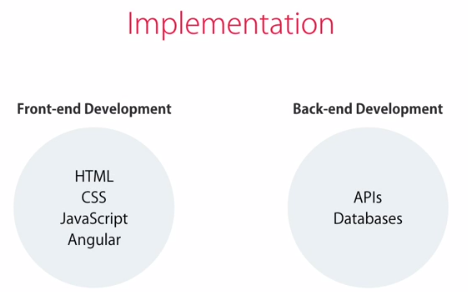 Implementation
Front-end Development
HTML
CSS
JavaScript
Angular
Back-end Development
APIs
Databases